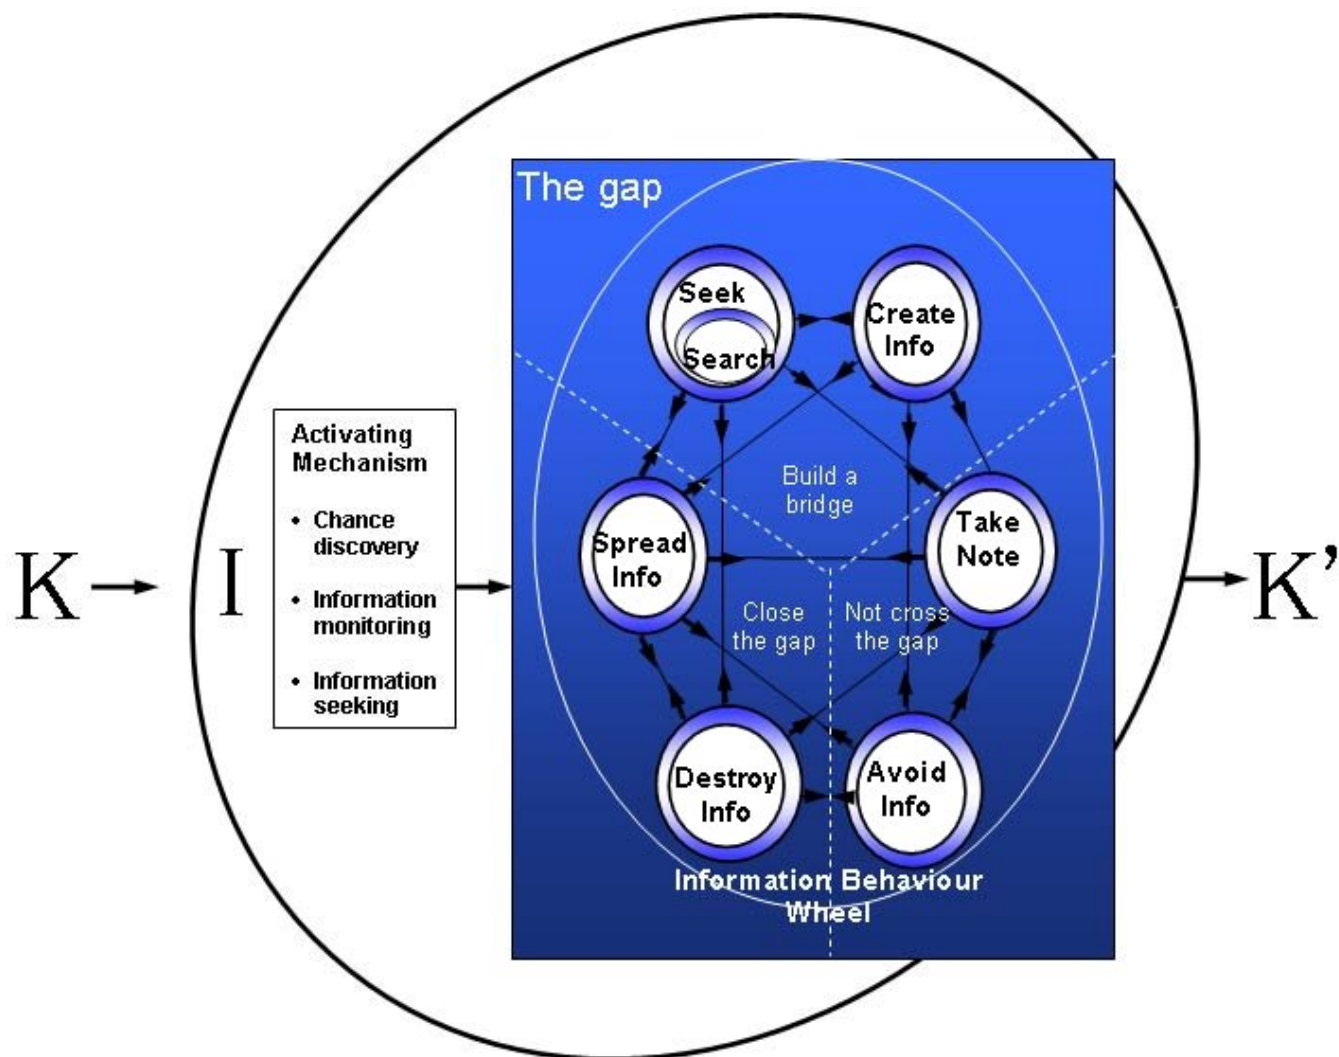 K
I
Activating
Mechanism
• Chance
discovery
• Information
monitoring
• Information
seeking
The gap
Seek
Search
Create
Info
Build a
bridge
Spread
Info
Take
Note
Close
the gap
Not cross
the gap
Destroy
Info
Avoid
Info
Information Behaviour
Wheel
K'